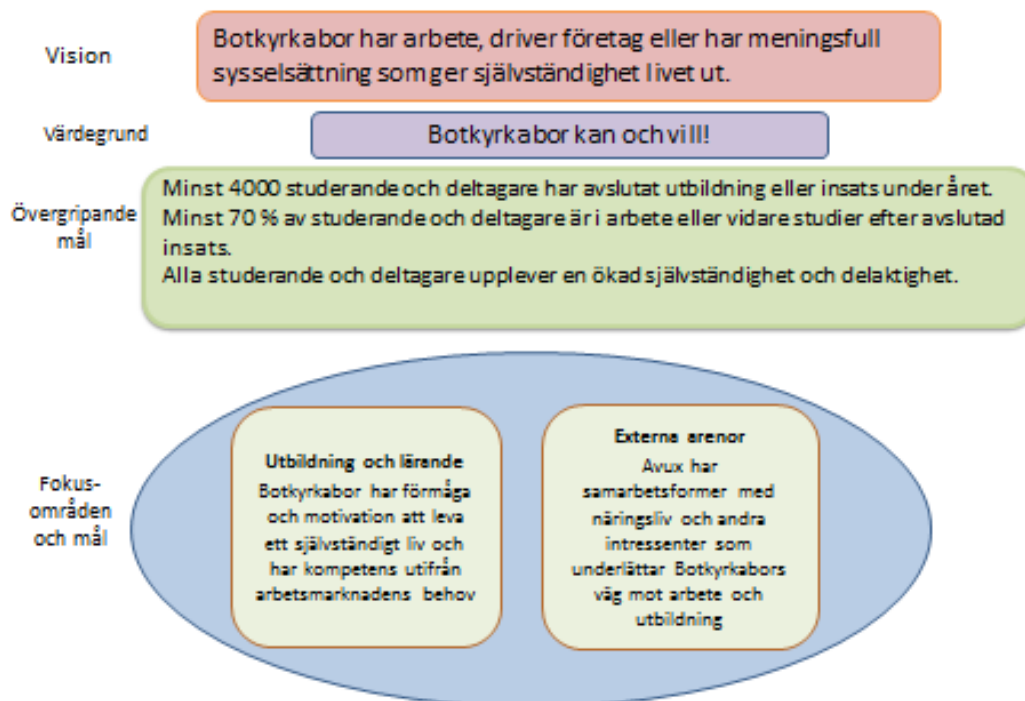 Vision
Botkyrkabor har arbete, driver företag eller har meningsfull
sysselsättning som ger självständighet livet ut.
Värdegrund
Botkyrkabor kan och vill!
Övergripande
mål
Minst 4000 studerande och deltagare har avslutat utbildning eller insats under året.
Minst 70 % av studerande och deltagare är i arbete eller vidare studier efter avslutad
insats.
Alla studerande och deltagare upplever en ökad självständighet och delaktighet.
Fokus-
områden
och mål
Utbildning och lärande
Botkyrkabor har förmåga
och motivation att leva
ett självständigt liv och
har kompetens utifrån
arbetsmarknadens behov
Externa arenor
Avux har
samarbetsformer med
näringsliv och andra
intressenter som
underlättar Botkyrkabors
väg mot arbete och
utbildning